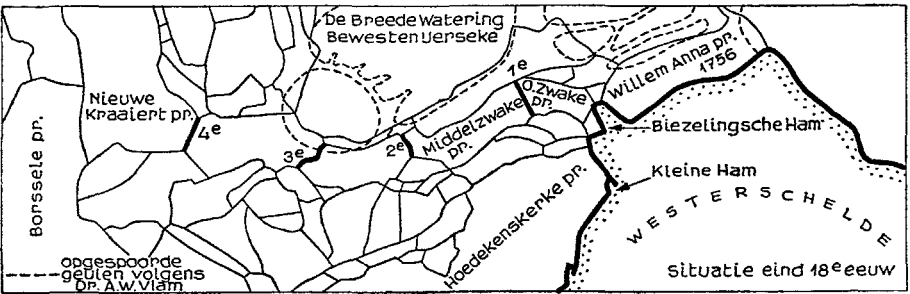 De Breede Watering
Bewesten Yerseke
Willem Anna pr.
1756
1e
O.Zwake
pr.
Nieuwe
Kraaiert pr.
4e
Middelzwake
pr.
Biezelingsche Ham
3e
2e
Kleine Ham
Borssele pr.
Hoedekenskerke pr.
WESTERSCHELDE
opgespoorde
geulen volgens
Dr. A.W. Vlam
Situatie eind 18e eeuw